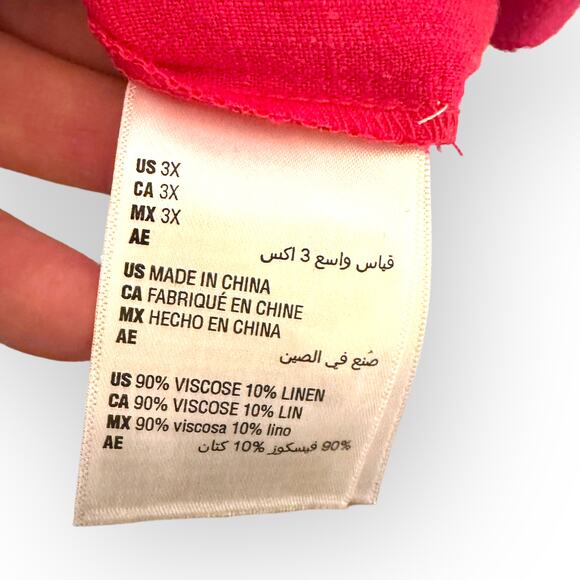 US 3X
CA 3X
MX 3X
AE
قياس واسع 3 اكس
US MADE IN CHINA
CA FABRIQUÉ EN CHINE
MX HECHO EN CHINA
AE
صُنع في الصين
US 90% VISCOSE 10% LINEN
CA 90% VISCOSE 10% LIN
MX 90% viscosa 10% lino
AE 90% فيسكوز 10% كتان